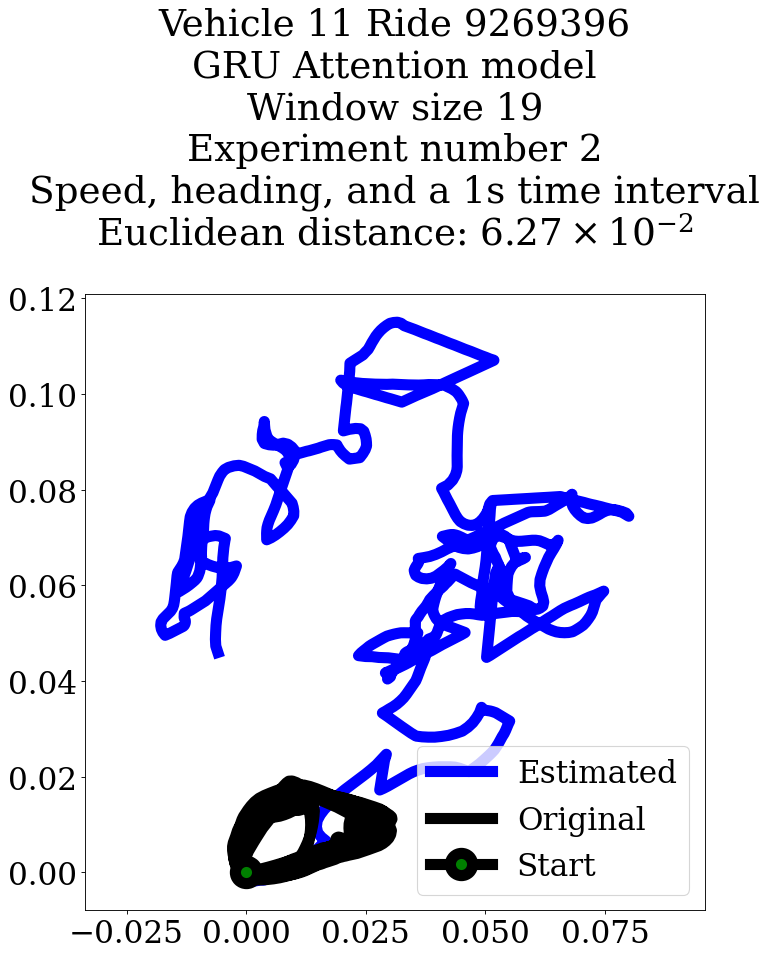 Vehicle 11 Ride 9269396
GRU Attention model
Window size 19
Experiment number 2
Speed, heading, and a 1s time interval
Euclidean distance: 6.27 × 10⁻²
0.12
0.10
0.08
0.06
0.04
0.02
0.00
Estimated
Original
Start
−0.025 0.000 0.025 0.050 0.075